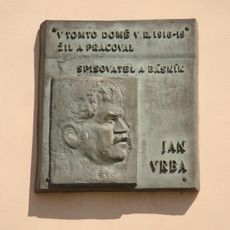 V TOMTO DOMĚ V R. 1916-19
ŽIL A PRACOVAL
SPISOVATEL A BÁSNÍK
JAN
VRBA